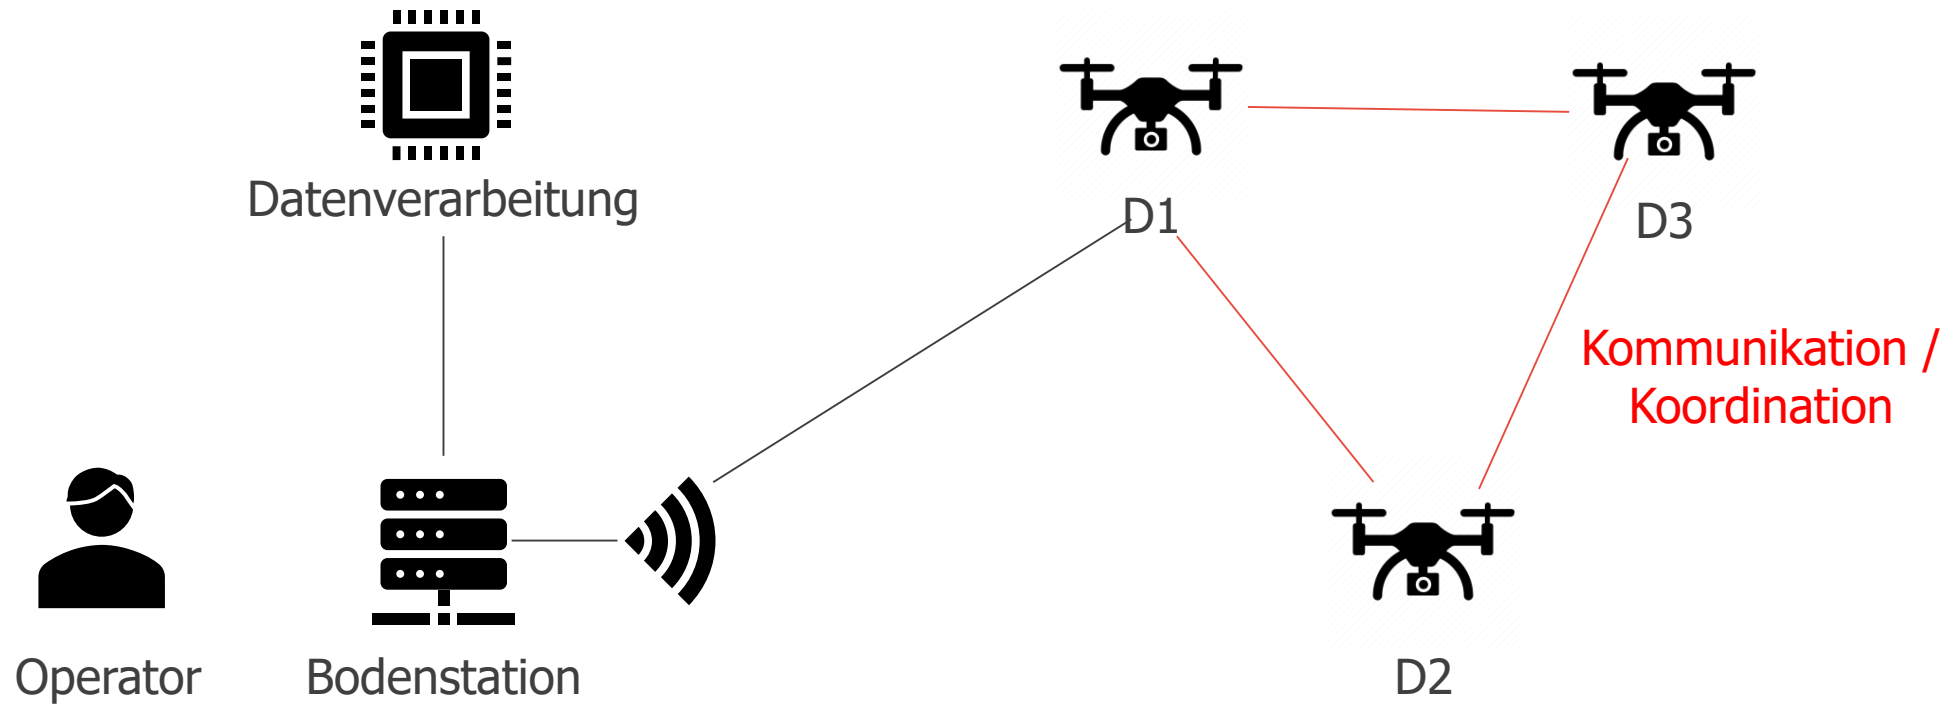 Datenverarbeitung
D1
D3
Kommunikation /
Koordination
Operator
Bodenstation
D2